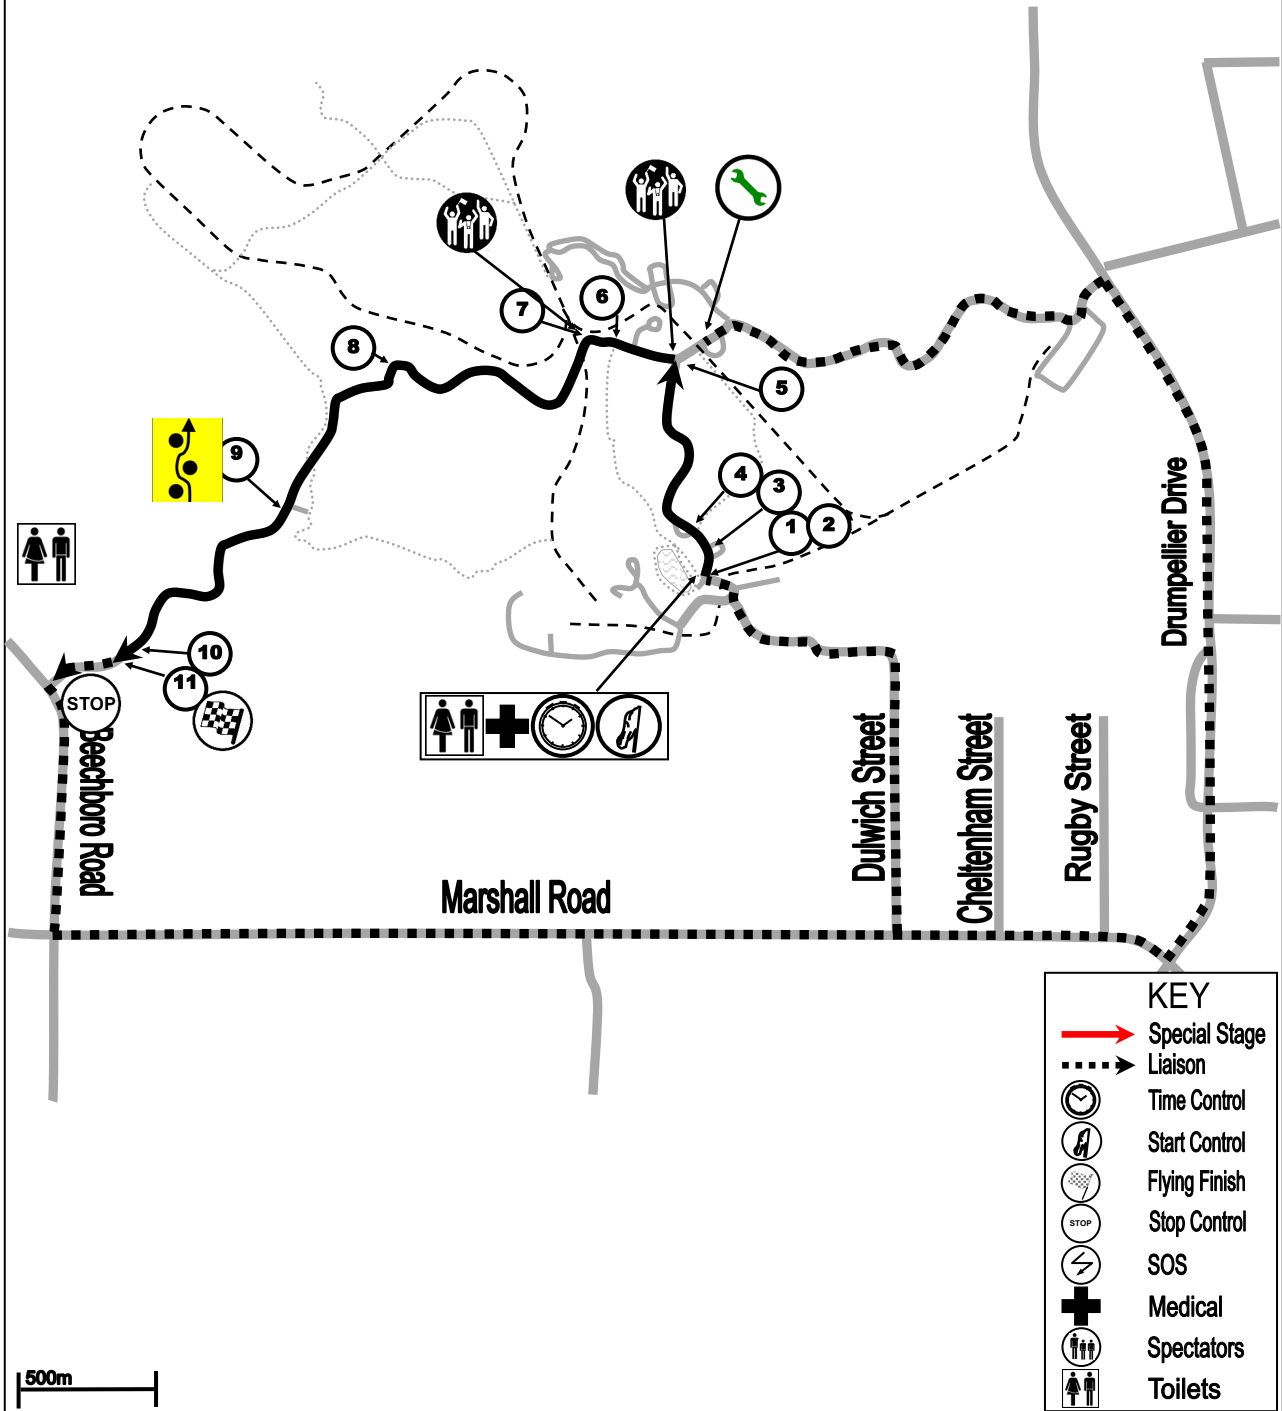 6
7
8
5
9
4
3
1
2
10
11
STOP
Drumpellier Drive
Beechboro Road
Dulwich Street
Cheltenham Street
Rugby Street
Marshall Road
KEY
Special Stage
Liaison
Time Control
Start Control
Flying Finish
STOP
Stop Control
SOS
Medical
Spectators
Toilets
500m